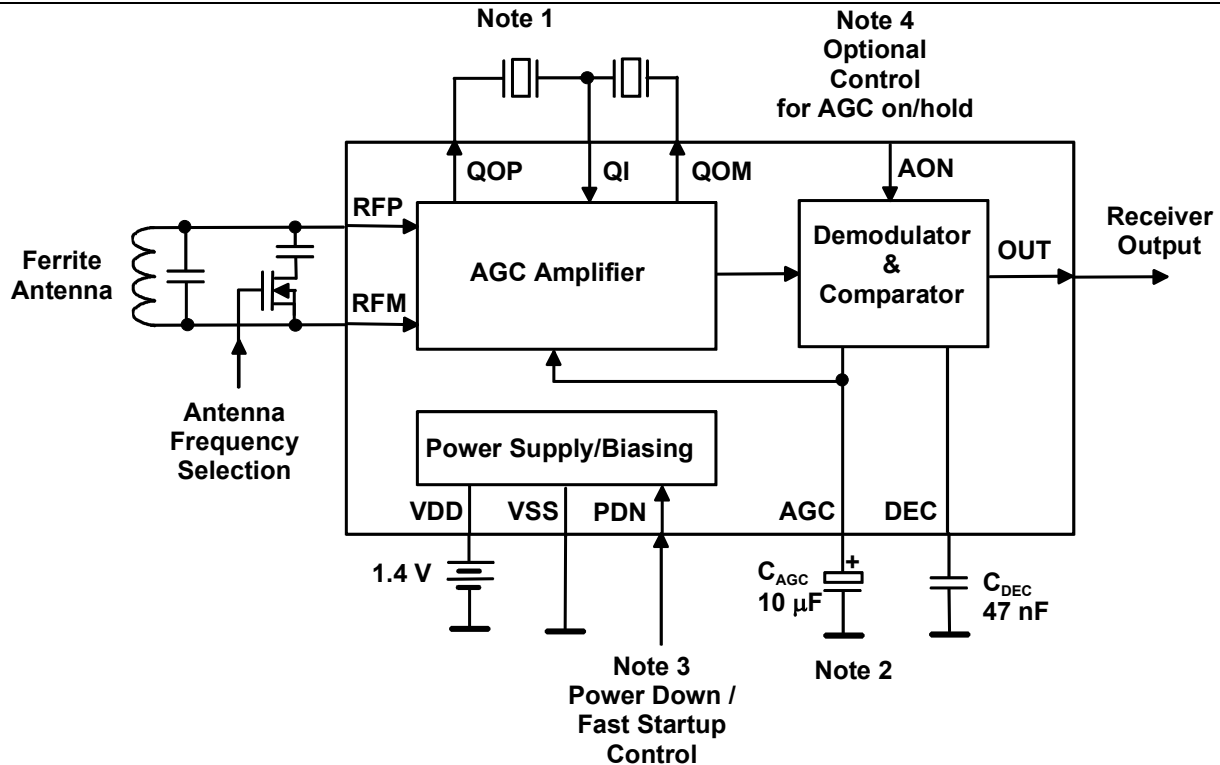 Note 1
Note 4
Optional
Control
for AGC on/hold
QOP
QI
QOM
AON
RFP
RFM
Ferrite
Antenna
AGC Amplifier
Demodulator
&
Comparator
OUT
Receiver
Output
Antenna
Frequency
Selection
Power Supply/Biasing
VDD
VSS
PDN
AGC
DEC
1.4 V
+
CAGC
10 μF
CDEC
47 nF
Note 3
Power Down /
Fast Startup
Control
Note 2